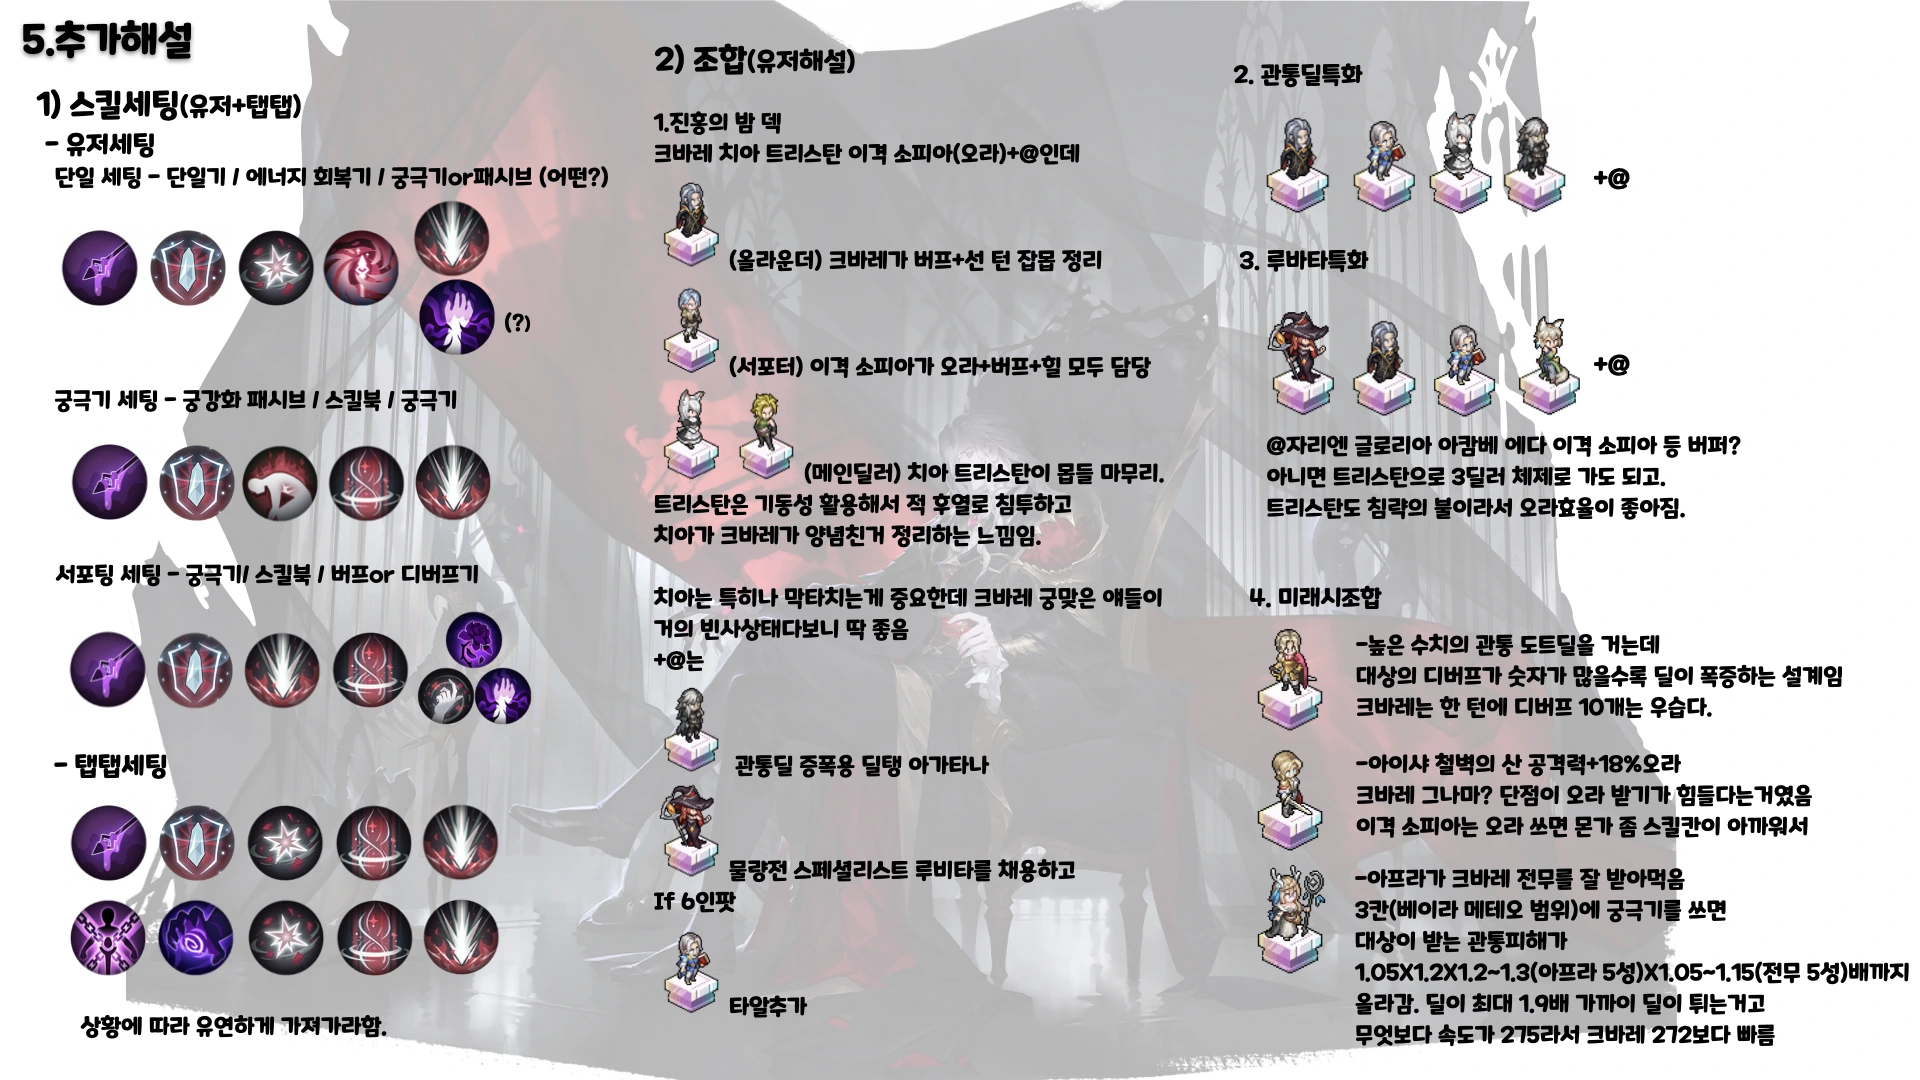 5.추가해설
1) 스킬세팅(유저+탭탭)
- 유저세팅
단일 세팅 - 단일기 / 에너지 회복기 / 궁극기or패시브 (어떤?)
(?)
궁극기 세팅 - 궁강화 패시브 / 스킬북 / 궁극기
서포팅 세팅 - 궁극기/ 스킬북 / 버프or 디버프기
- 탭탭세팅
상황에 따라 유연하게 가져가라함.
2) 조합(유저해설)
1.진홍의 밤 덱
크바레 치아 트리스탄 이격 소피아(오라)+@인데
(올라운더) 크바레가 버프+선 턴 잡몹 정리
(서포터) 이격 소피아가 오라+버프+힐 모두 담당
(메인딜러) 치아 트리스탄이 몹들 마무리.
트리스탄은 기동성 활용해서 적 후열로 침투하고
치아가 크바레가 양념친거 정리하는 느낌임.
치아는 특히나 막타치는게 중요한데 크바레 궁맞은 얘들이
거의 빈사상태다보니 딱 좋음
+@는
관통딜 증폭용 딜탱 아가타나
물량전 스페셜리스트 루비타를 채용하고
If 6인팟
타알추가
2. 관통딜특화
+@
3. 루바타특화
+@
@자리엔 글로리아 아캄베 에다 이격 소피아 등 버퍼?
아니면 트리스탄으로 3딜러 체제로 가도 되고.
트리스탄도 침략의 불이라서 오라효율이 좋아짐.
4. 미래시조합
-높은 수치의 관통 도트딜을 거는데
대상의 디버프가 숫자가 많을수록 딜이 폭증하는 설계임
크바레는 한 턴에 디버프 10개는 우습다.
-아이샤 철벽의 산 공격력+18%오라
크바레 그나마? 단점이 오라 받기가 힘들다는거였음
이격 소피아는 오라 쓰면 몬가 좀 스킬칸이 아까워서
-아프라가 크바레 전무를 잘 받아먹음
3칸(베이라 메테오 범위)에 궁극기를 쓰면
대상이 받는 관통피해가
1.05X1.2X1.2~1.3(아프라 5성)X1.05~1.15(전무 5성)배까지
올라감. 딜이 최대 1.9배 가까이 딜이 튀는거고
무엇보다 속도가 275라서 크바레 272보다 빠름